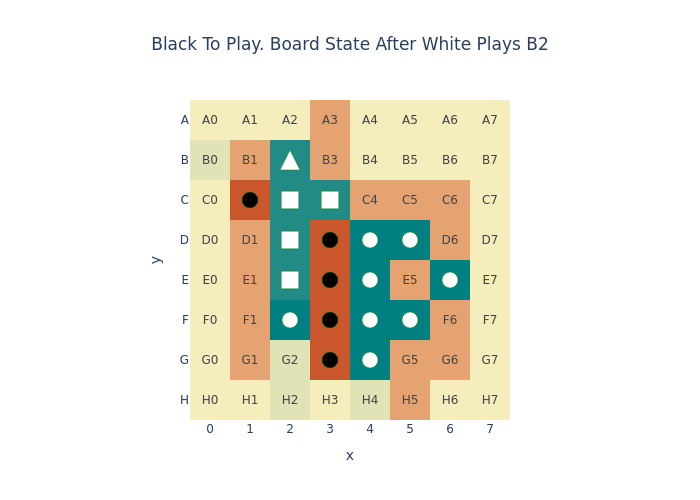 Black To Play. Board State After White Plays B2
A A0 A1 A2 A3 A4 A5 A6 A7
B B0 B1 B3 B4 B5 B6 B7
C C0 C4 C5 C6 C7
D D0 D1 D6 D7
E E0 E1 E5 E7
F F0 F1 F6 F7
G G0 G1 G2 G5 G6 G7
H H0 H1 H2 H3 H4 H5 H6 H7
0 1 2 3 4 5 6 7
x
y